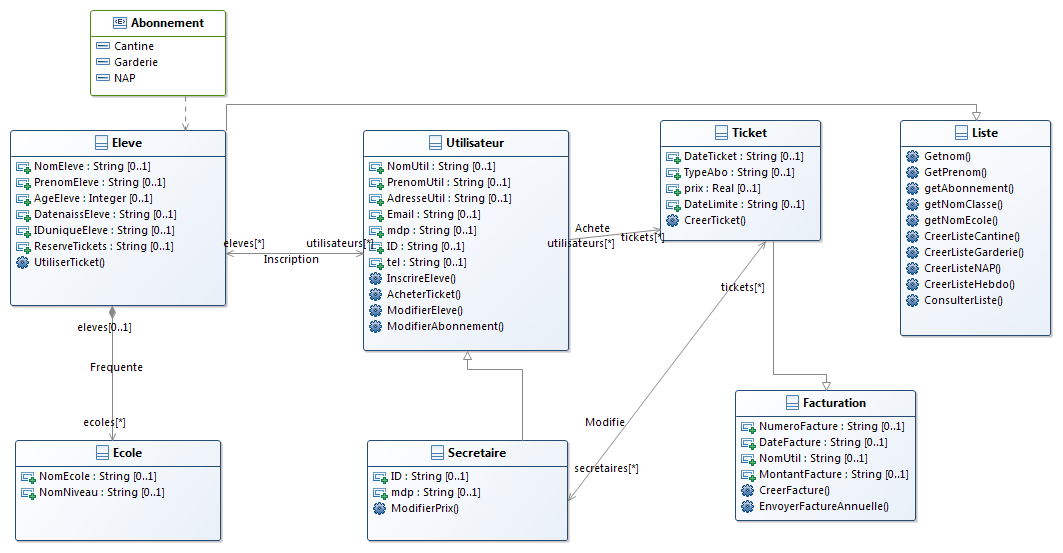 Abonnement
Cantine
Garderie
NAP
Eleve
NomEleve : String [0..1]
PrenomEleve : String [0..1]
AgeEleve : Integer [0..1]
DatenaissEleve : String [0..1]
IDuniqueEleve : String [0..1]
ReserveTickets : String [0..1]
UtiliserTicket()
eleves[*]
utilisateurs[*]
Inscription
Utilisateur
NomUtil : String [0..1]
PrenomUtil : String [0..1]
AdresseUtil : String [0..1]
Email : String [0..1]
mdp : String [0..1]
ID : String [0..1]
tel : String [0..1]
InscrireEleve()
AcheterTicket()
ModifierEleve()
ModifierAbonnement()
Achete
utilisateurs[*]
tickets[*]
Ticket
DateTicket : String [0..1]
TypeAbo : String [0..1]
prix : Real [0..1]
DateLimite : String [0..1]
CreerTicket()
Liste
Getnom()
GetPrenom()
getAbonnement()
getNomClasse()
getNomEcole()
CreerListeCantine()
CreerListeGarderie()
CreerListeNAP()
CreerListeHebdo()
ConsulterListe()
tickets[*]
eleves[0..1]
Frequente
ecoles[*]
Modifie
secretaires[*]
Ecole
NomEcole : String [0..1]
NomNiveau : String [0..1]
Secretaire
ID : String [0..1]
mdp : String [0..1]
ModifierPrix()
Facturation
NumeroFacture : String [0..1]
DateFacture : String [0..1]
NomUtil : String [0..1]
MontantFacture : String [0..1]
CreerFacture()
EnvoyerFactureAnnuelle()